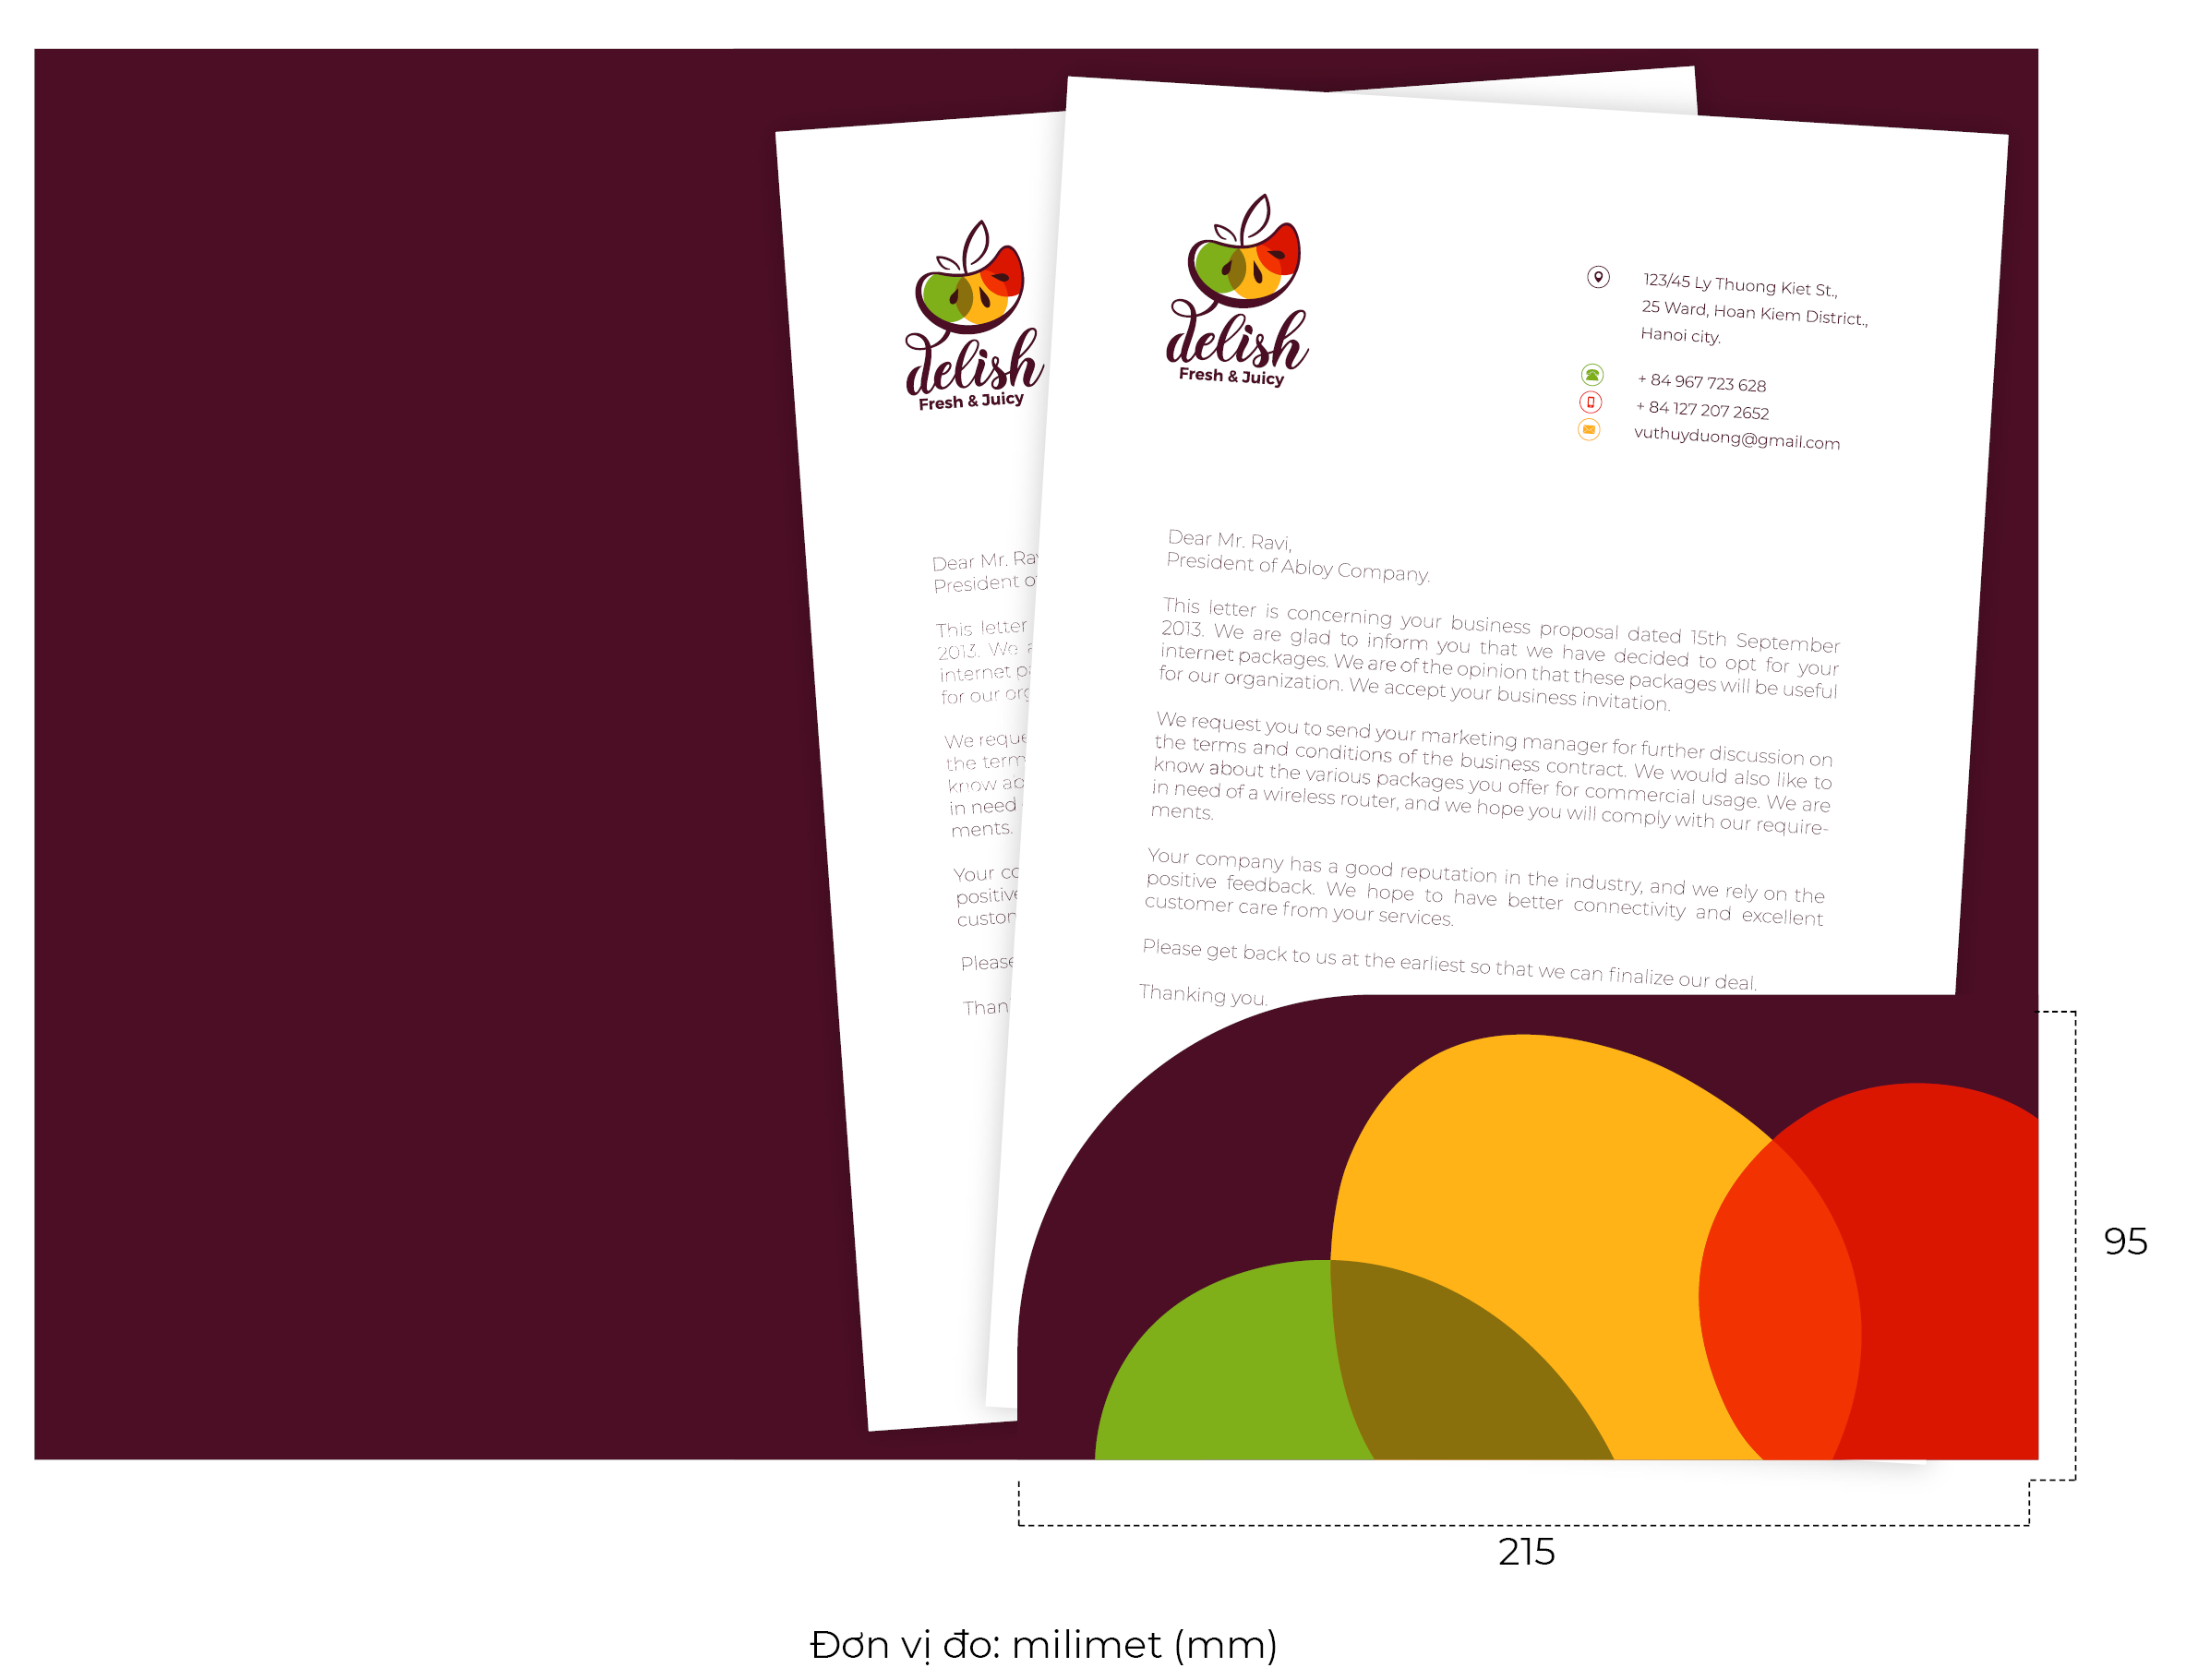 delish
Fresh & Juicy
Dear Mr. Ra
President o
This letter
2013. We a
internet pa
for our org
We reque
the term
know ab
in need
ments.
Your co
positive
custon
Please
Than
delish
Fresh & Juicy
123/45 Ly Thuong Kiet St.,
25 Ward, Hoan Kiem District.,
Hanoi city.
+ 84 967 723 628
+ 84 127 207 2652
vuthuyduong@gmail.com
Dear Mr. Ravi,
President of Abloy Company.
This letter is concerning your business proposal dated 15th September
2013. We are glad to inform you that we have decided to opt for your
internet packages. We are of the opinion that these packages will be useful
for our organization. We accept your business invitation.
We request you to send your marketing manager for further discussion on
the terms and conditions of the business contract. We would also like to
know about the various packages you offer for commercial usage. We are
in need of a wireless router, and we hope you will comply with our require-
ments.
Your company has a good reputation in the industry, and we rely on the
positive feedback. We hope to have better connectivity and excellent
customer care from your services.
Please get back to us at the earliest so that we can finalize our deal.
Thanking you.
95
215
Đơn vị đo: milimet (mm)